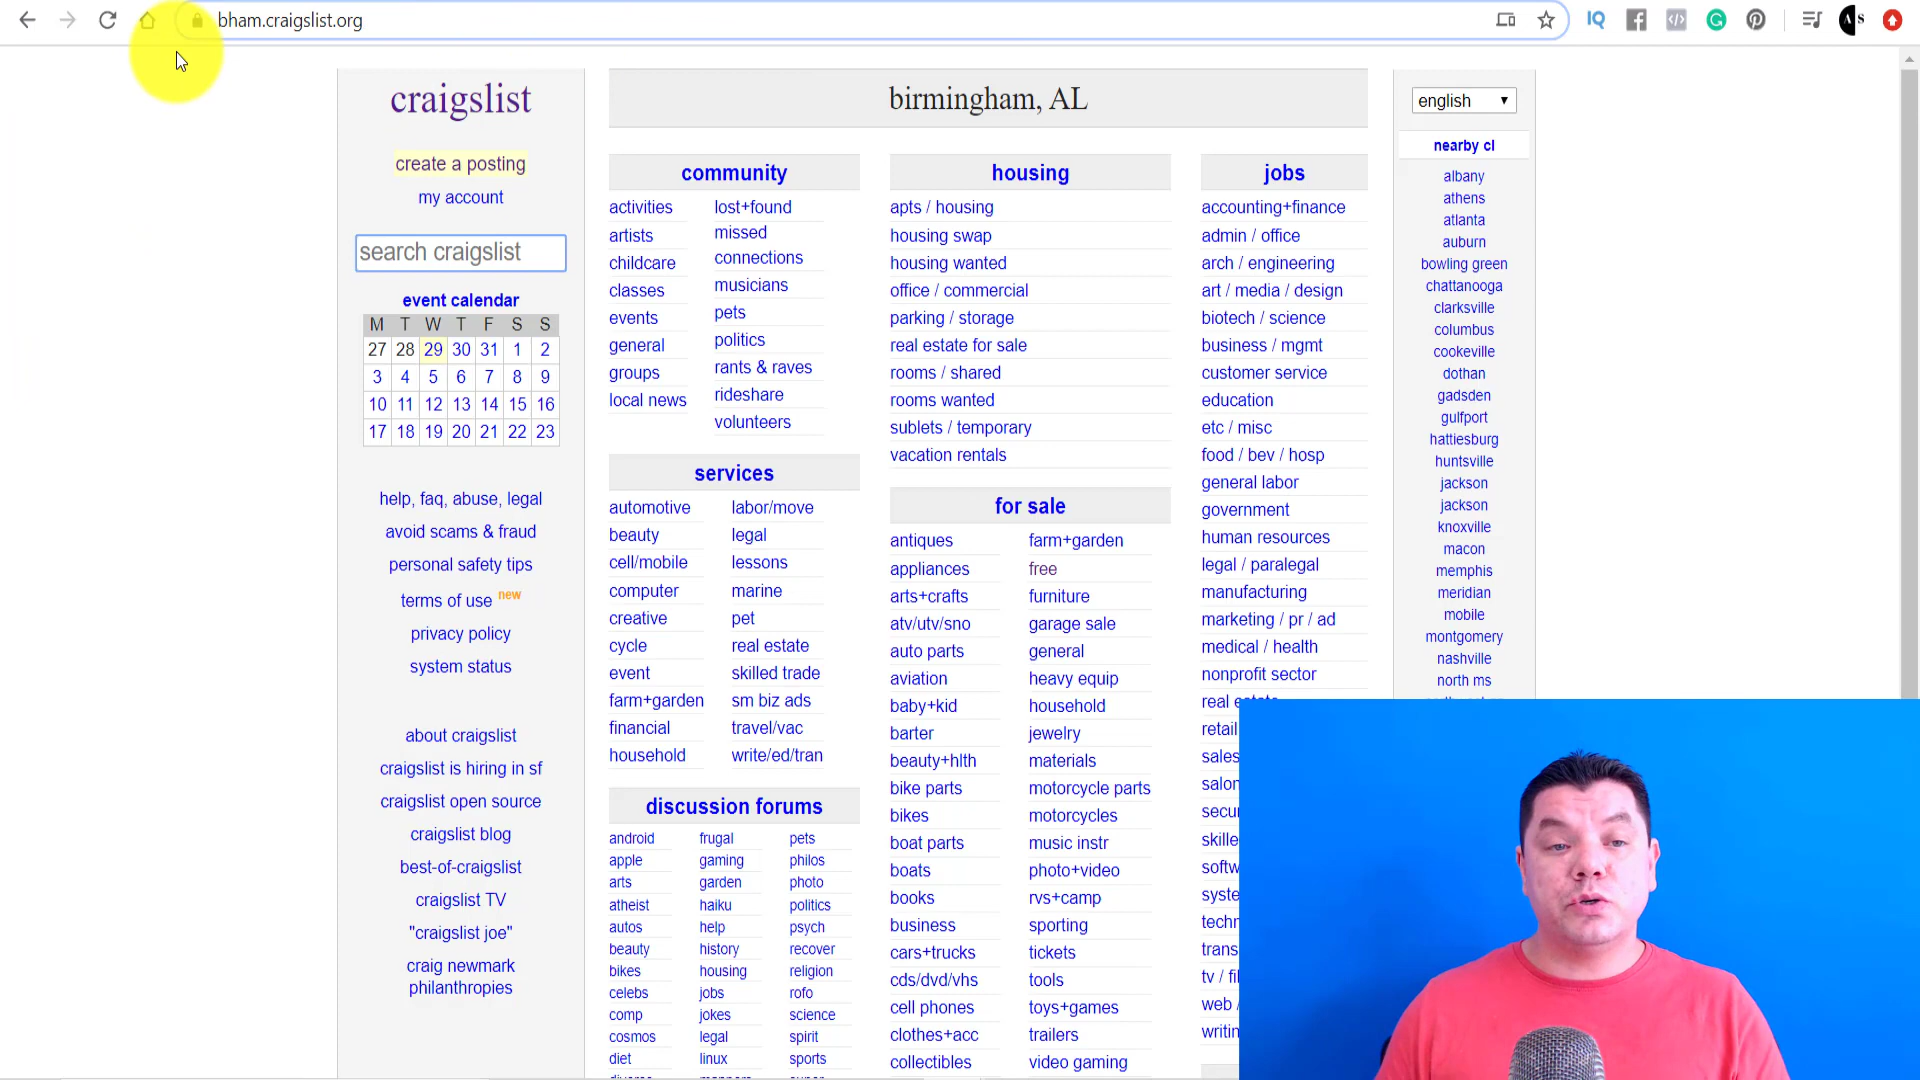 bham.craigslist.org
craigslist
create a posting
my account
search craigslist
event calendar
M T W T F S S
27 28 29 30 31 1 2
3 4 5 6 7 8 9
10 11 12 13 14 15 16
17 18 19 20 21 22 23
help, faq, abuse, legal
avoid scams & fraud
personal safety tips
terms of use new
privacy policy
system status
about craigslist
craigslist is hiring in sf
craigslist open source
craigslist blog
best-of-craigslist
craigslist TV
"craigslist joe"
craig newmark
philanthropies
birmingham, AL
community
activities
artists
childcare
classes
events
general
groups
local news
lost+found
missed
connections
musicians
pets
politics
rants & raves
rideshare
volunteers
services
automotive
beauty
cell/mobile
computer
creative
cycle
event
farm+garden
financial
household
labor/move
legal
lessons
marine
pet
real estate
skilled trade
sm biz ads
travel/vac
write/ed/tran
discussion forums
android
apple
arts
atheist
autos
beauty
bikes
celebs
comp
cosmos
diet
frugal
gaming
garden
haiku
help
history
housing
jobs
jokes
legal
linux
pets
philos
photo
politics
psych
recover
religion
rofo
science
spirit
sports
housing
apts / housing
housing swap
housing wanted
office / commercial
parking / storage
real estate for sale
rooms / shared
rooms wanted
sublets / temporary
vacation rentals
for sale
antiques
appliances
arts+crafts
atv/utv/sno
auto parts
aviation
baby+kid
barter
beauty+hlth
bike parts
bikes
boat parts
boats
books
business
cars+trucks
cds/dvd/vhs
cell phones
clothes+acc
collectibles
farm+garden
free
furniture
garage sale
general
heavy equip
household
jewelry
materials
motorcycle parts
motorcycles
music instr
photo+video
rvs+camp
sporting
tickets
tools
toys+games
trailers
video gaming
jobs
accounting+finance
admin / office
arch / engineering
art / media / design
biotech / science
business / mgmt
customer service
education
etc / misc
food / bev / hosp
general labor
government
human resources
legal / paralegal
manufacturing
marketing / pr / ad
medical / health
nonprofit sector
real estate
retail
sales
salon
secu
skille
softw
syste
techn
trans
tv / fil
web /
writin
english
nearby cl
albany
athens
atlanta
auburn
bowling green
chattanooga
clarksville
columbus
cookeville
dothan
gadsden
gulfport
hattiesburg
huntsville
jackson
jackson
knoxville
macon
memphis
meridian
mobile
montgomery
nashville
north ms